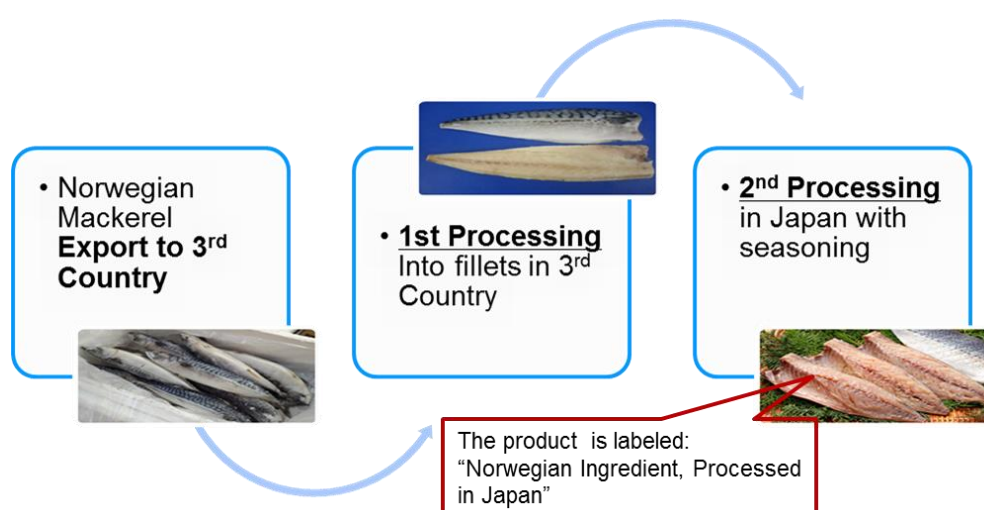 • Norwegian
Mackerel
Export to 3rd
Country
• 1st Processing
Into fillets in 3rd
Country
• 2nd Processing
in Japan with
seasoning
The product is labeled:
“Norwegian Ingredient, Processed
in Japan”